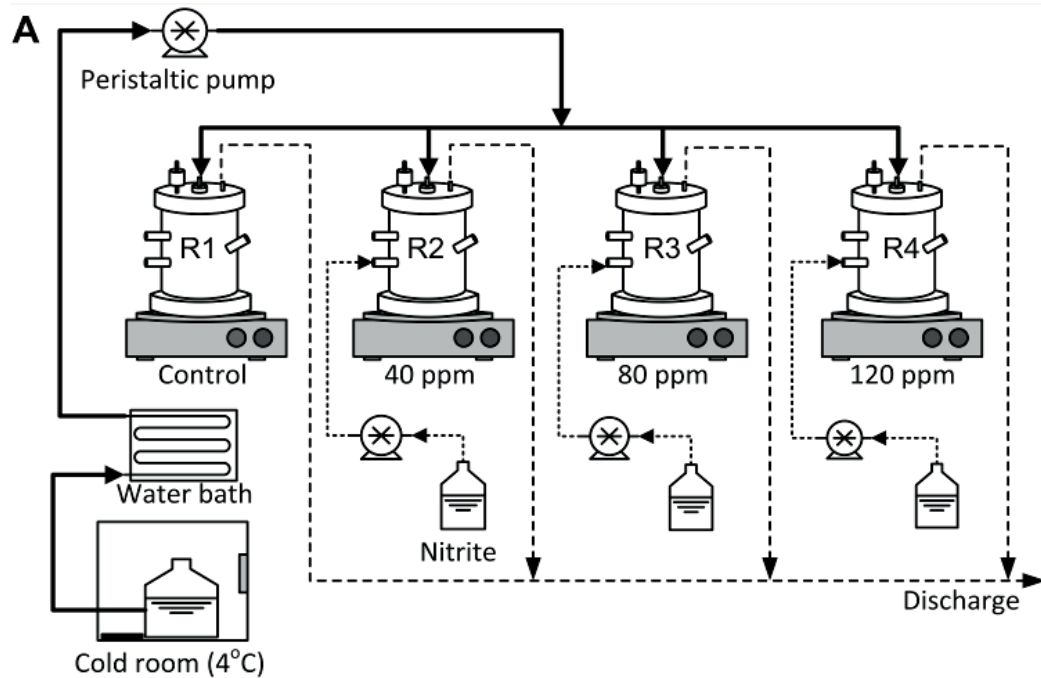 A
Peristaltic pump
R1
R2
R3
R4
Control
40 ppm
80 ppm
120 ppm
Water bath
Nitrite
Discharge
Cold room (4°C)